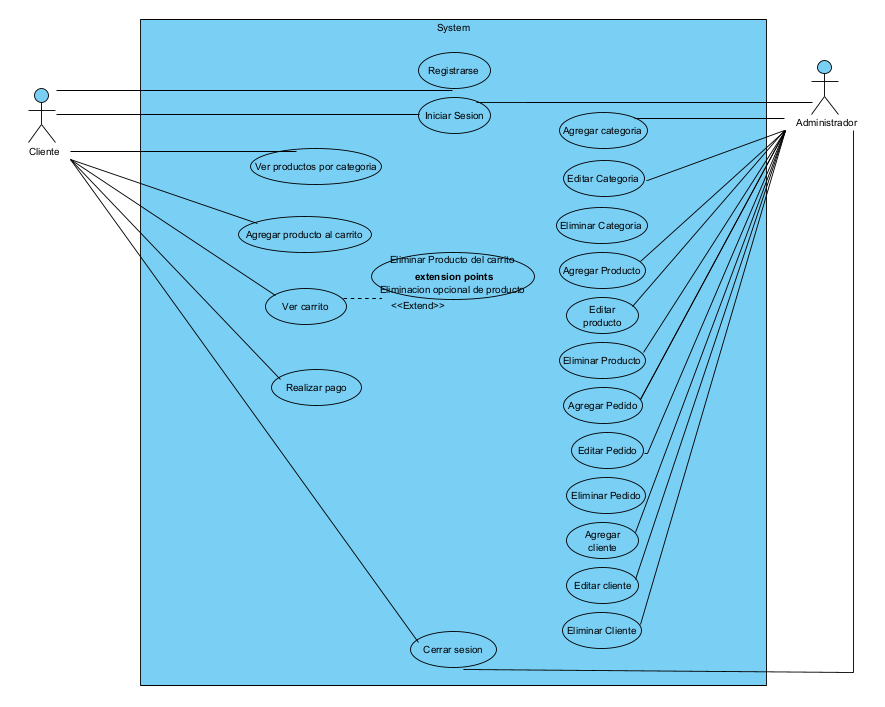 System
Registrarse
Iniciar Sesion
Cliente
Administrador
Ver productos por categoria
Agregar producto al carrito
Eliminar Producto del carrito
extension points
Eliminacion opcional de producto
Ver carrito
<<Extend>>
Realizar pago
Cerrar sesion
Agregar categoria
Editar Categoria
Eliminar Categoria
Agregar Producto
Editar
producto
Eliminar Producto
Agregar Pedido
Editar Pedido
Eliminar Pedido
Agregar
cliente
Editar cliente
Eliminar Cliente